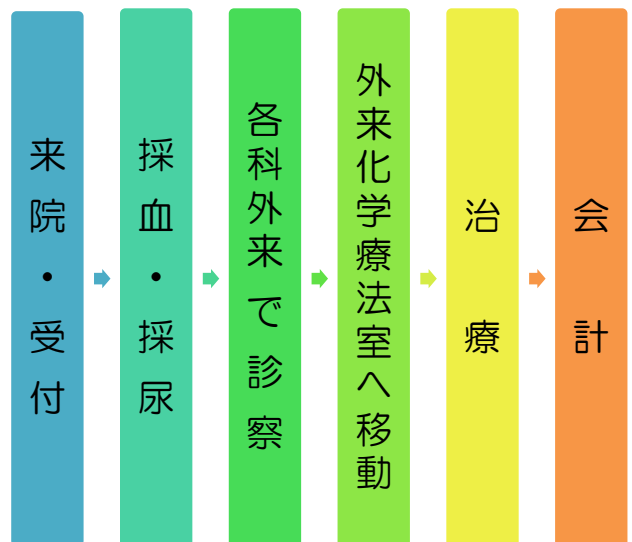 来院・受付
採血・採尿
各科外来で診察
外来化学療法室へ移動
治療
会計